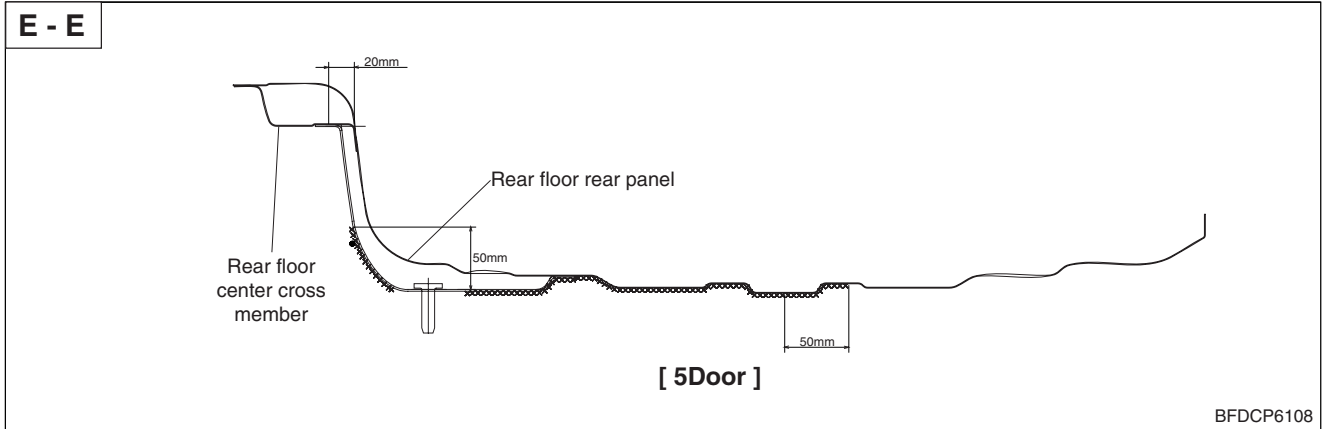 E - E
20mm
Rear floor rear panel
50mm
Rear floor
center cross
member
50mm
[ 5Door ]
BFDCP6108